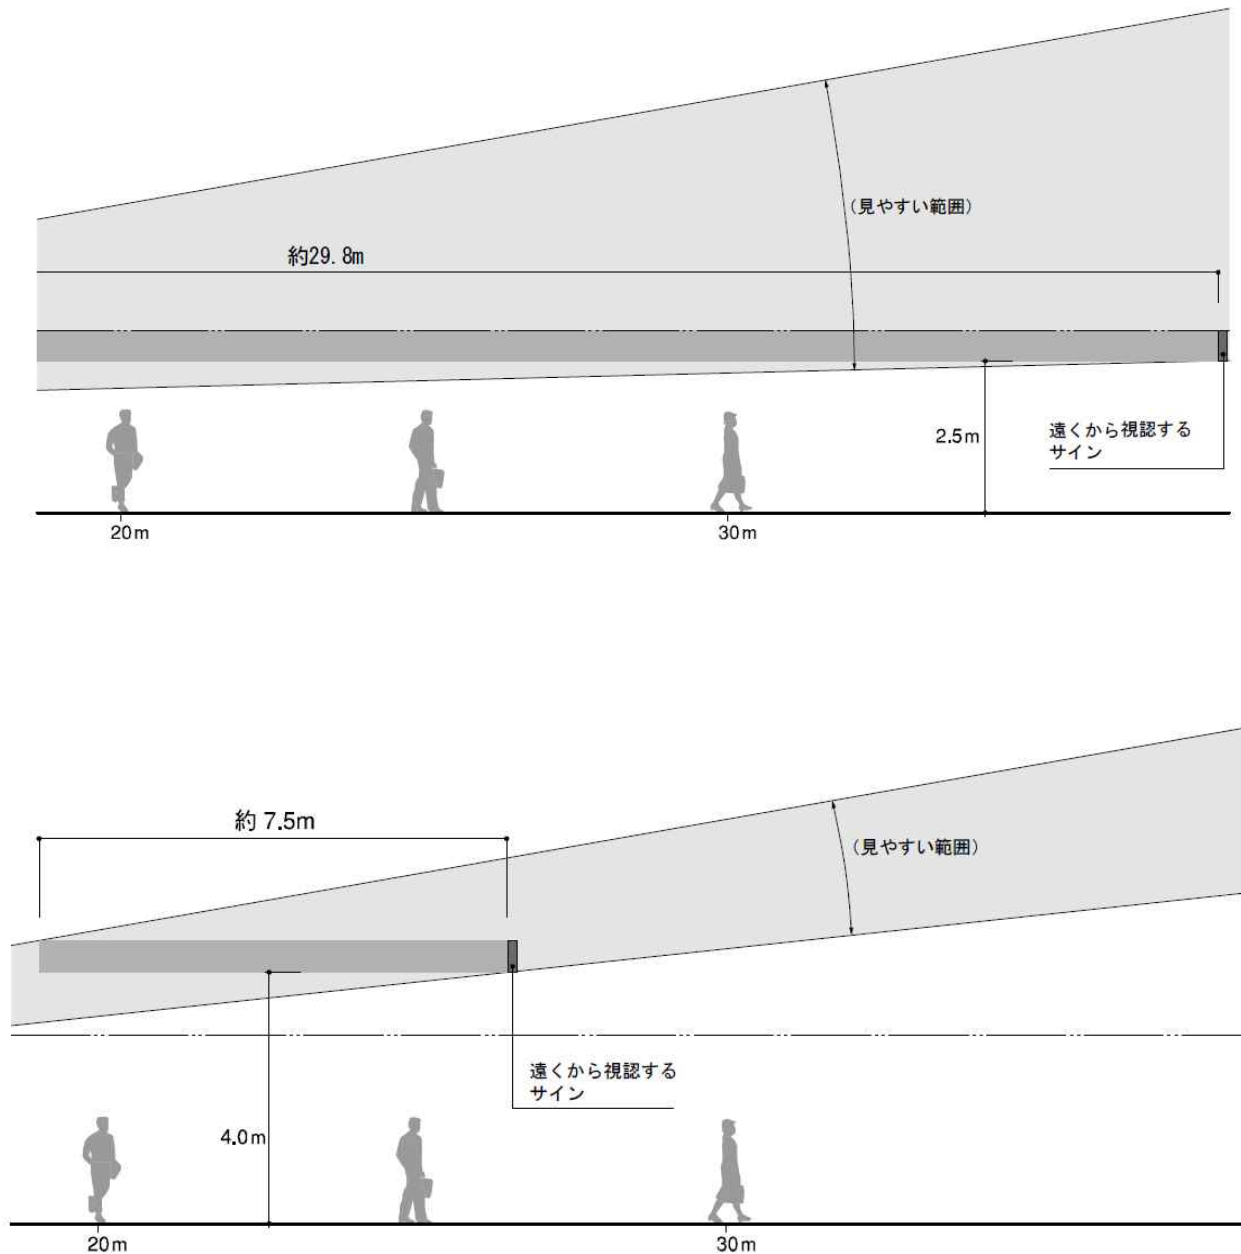 (見やすい範囲)
約29.8m
2.5m
遠くから視認する
サイン
20m
30m
約 7.5m
(見やすい範囲)
遠くから視認する
サイン
4.0m
20m
30m